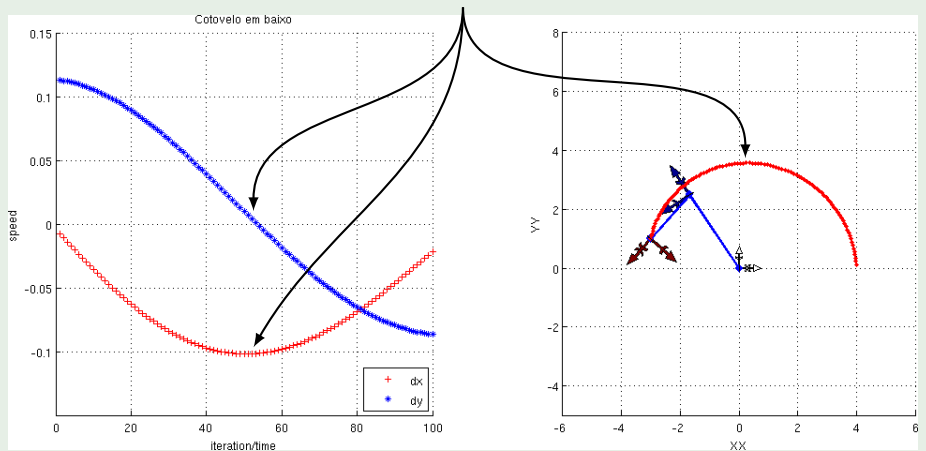 Cotovelo em baixo
0.15
0.1
0.05
0
-0.05
-0.1
speed
0 20 40 60 80 100
iteration/time
dx
dy
8
6
4
2
0
-2
-4
YY
-6 -4 -2 0 2 4 6
XX